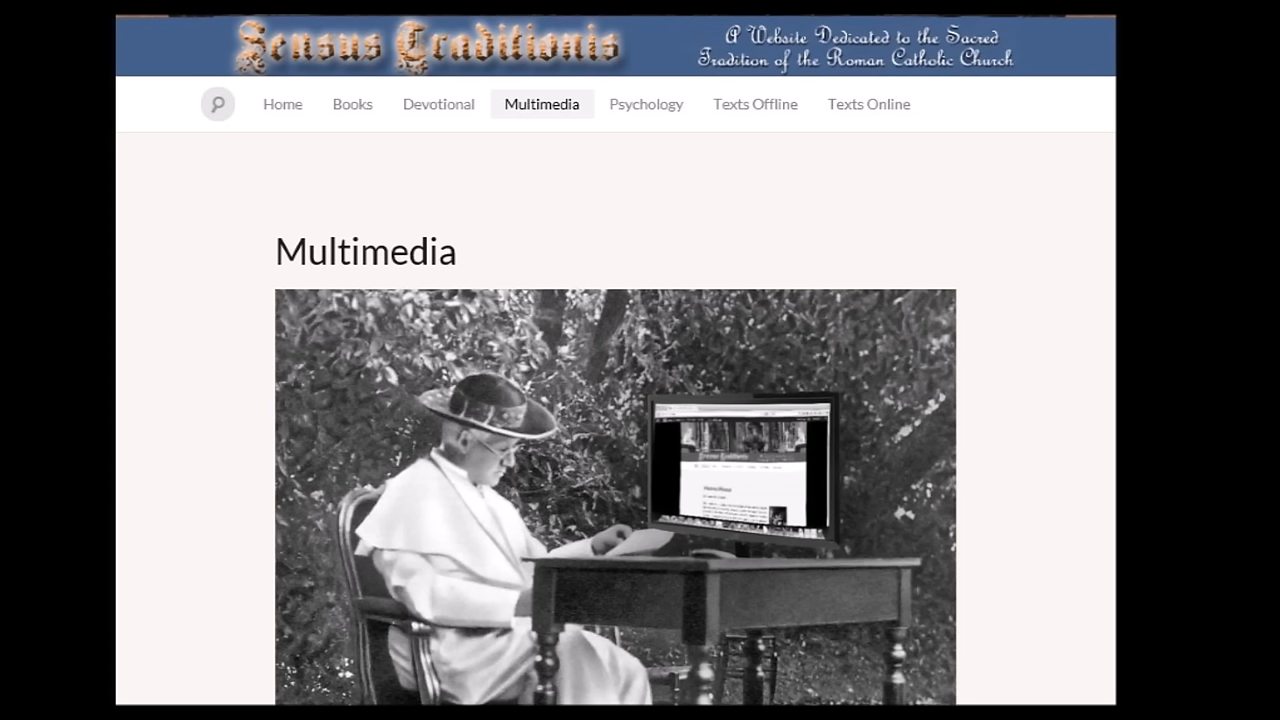 Sensus Traditionis
A Website Dedicated to the Sacred
Tradition of the Roman Catholic Church
Home Books Devotional Multimedia Psychology Texts Offline Texts Online
Multimedia